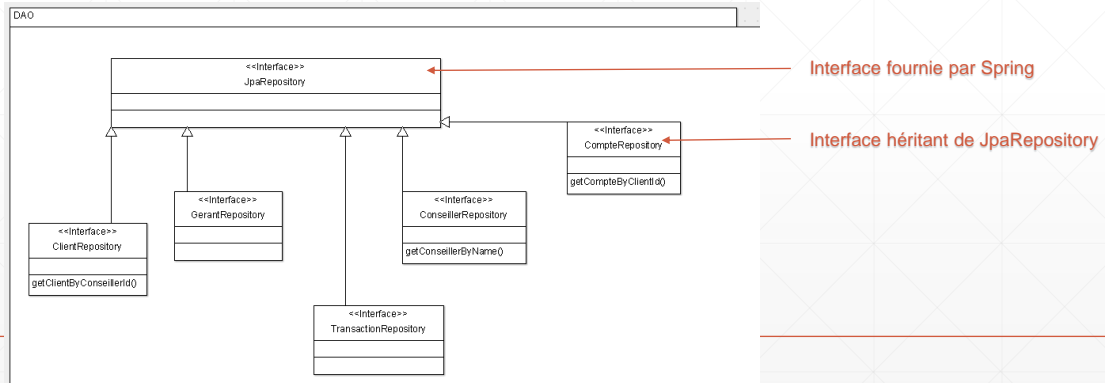 DAO
<<Interface>>
JpaRepository
Interface fournie par Spring
<<Interface>>
CompteRepository
getCompteByClientId()
Interface héritant de JpaRepository
<<Interface>>
GerantRepository
<<Interface>>
ConseillerRepository
getConseillerByName()
<<Interface>>
ClientRepository
getClientByConseillerId()
<<Interface>>
TransactionRepository